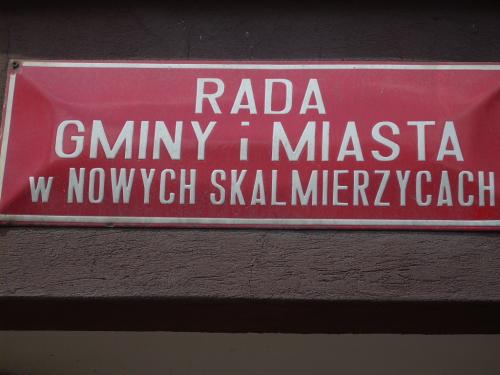 RADA
GMINY i MIASTA
w NOWYCH SKALMIERZYCACH